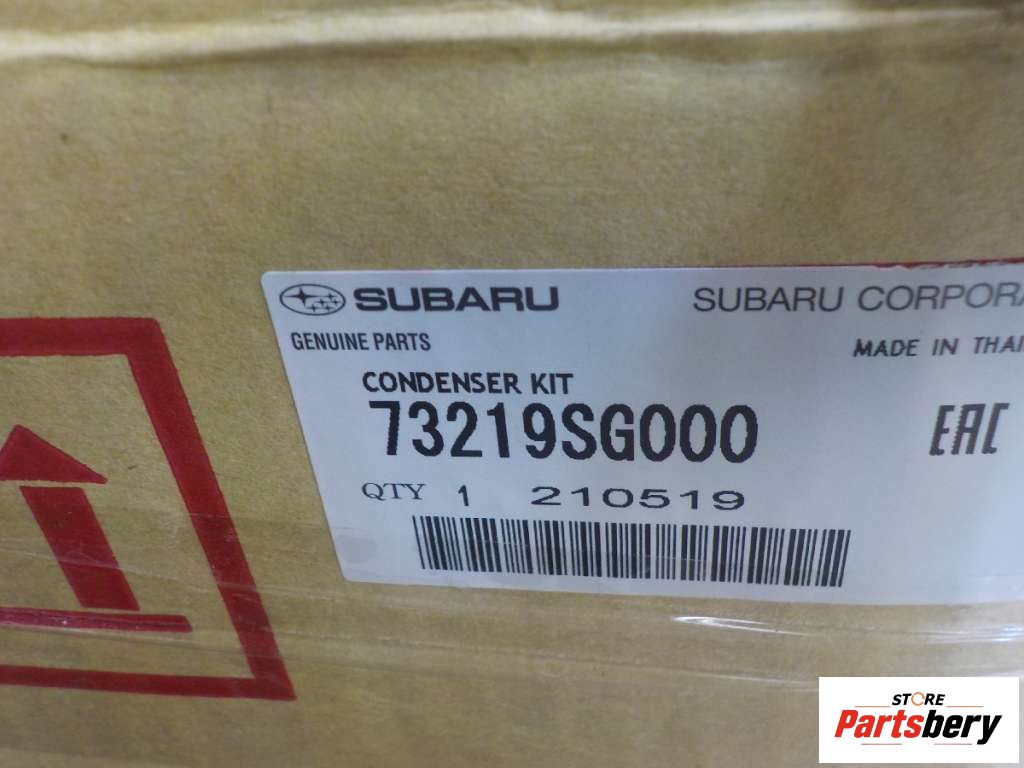 SUBARU SUBARU CORPORA
GENUINE PARTS
MADE IN THAI
CONDENSER KIT
73219SG000
EAC
QTY 1 210519
STORE
Partsbery